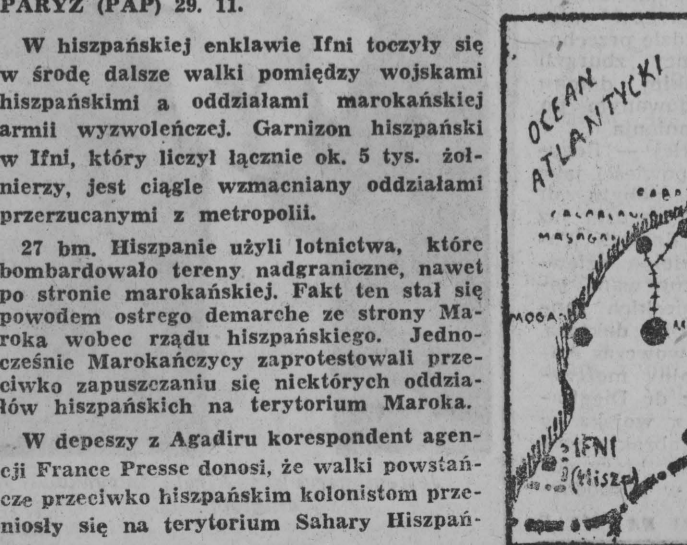 PARYŻ (PAP) 29. 11.
W hiszpańskiej enklawie Ifni toczyły się
w środę dalsze walki pomiędzy wojskami
hiszpańskimi a oddziałami marokańskiej
armii wyzwoleńczej. Garnizon hiszpański
w Ifni, który liczył łącznie ok. 5 tys. żoł-
nierzy, jest ciągle wzmacniany oddziałami
przerzucanymi z metropolii.
27 bm. Hiszpanie użyli lotnictwa, które
bombardowało tereny nadgraniczne, nawet
po stronie marokańskiej. Fakt ten stał się
powodem ostrego demarche ze strony Ma-
roka wobec rządu hiszpańskiego. Jedno-
cześnie Marokańczycy zaprotestowali prze-
ciwko zapuszczaniu się niektórych oddzia-
łów hiszpańskich na terytorium Maroka.
W depeszy z Agadiru korespondent agen-
cji France Presse donosi, że walki powstań-
cze przeciwko hiszpańskim kolonistom prze-
niosły się na terytorium Sahary Hiszpań-
OCEAN
ATLANTYCKI
MOGA
IFNI
(Hiszp)